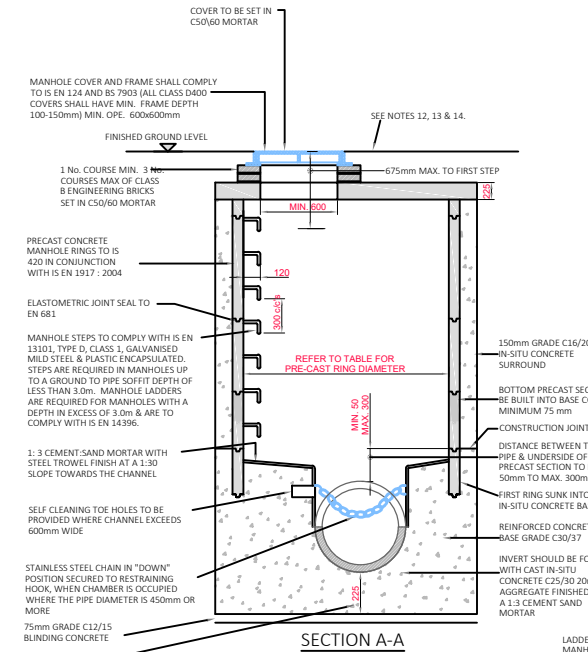 COVER TO BE SET IN
C50\60 MORTAR
MANHOLE COVER AND FRAME SHALL COMPLY
TO IS EN 124 AND BS 7903 (ALL CLASS D400
COVERS SHALL HAVE MIN. FRAME DEPTH
100-150mm) MIN. OPE. 600x600mm
SEE NOTES 12, 13 & 14.
FINISHED GROUND LEVEL
1 No. COURSE MIN. 3 No.
COURSES MAX OF CLASS
B ENGINEERING BRICKS
SET IN C50/60 MORTAR
675mm MAX. TO FIRST STEP
225
MIN. 600
PRECAST CONCRETE
MANHOLE RINGS TO IS
420 IN CONJUNCTION
WITH IS EN 1917 : 2004
120
ELASTOMETRIC JOINT SEAL TO
EN 681
300 c/c's
MANHOLE STEPS TO COMPLY WITH IS EN
13101, TYPE D, CLASS 1, GALVANISED
MILD STEEL & PLASTIC ENCAPSULATED.
STEPS ARE REQUIRED IN MANHOLES UP
TO A GROUND TO PIPE SOFFIT DEPTH OF
LESS THAN 3.0m. MANHOLE LADDERS
ARE REQUIRED FOR MANHOLES WITH A
DEPTH IN EXCESS OF 3.0m & ARE TO
COMPLY WITH IS EN 14396.
REFER TO TABLE FOR
PRE-CAST RING DIAMETER
150mm GRADE C16/20
IN-SITU CONCRETE
SURROUND
BOTTOM PRECAST SEC
BE BUILT INTO BASE CO
MINIMUM 75 mm
MIN. 50
MAX. 300
CONSTRUCTION JOINT
1: 3 CEMENT:SAND MORTAR WITH
STEEL TROWEL FINISH AT A 1:30
SLOPE TOWARDS THE CHANNEL
DISTANCE BETWEEN T
PIPE & UNDERSIDE OF
PRECAST SECTION TO
50mm TO MAX. 300m
FIRST RING SUNK INTO
IN-SITU CONCRETE BA
SELF CLEANING TOE HOLES TO BE
PROVIDED WHERE CHANNEL EXCEEDS
600mm WIDE
REINFORCED CONCRET
BASE GRADE C30/37
INVERT SHOULD BE FO
WITH CAST IN-SITU
CONCRETE C25/30 20
AGGREGATE FINISHED
A 1:3 CEMENT SAND
MORTAR
STAINLESS STEEL CHAIN IN "DOWN"
POSITION SECURED TO RESTRAINING
HOOK, WHEN CHAMBER IS OCCUPIED
WHERE THE PIPE DIAMETER IS 450mm OR
MORE
225
75mm GRADE C12/15
BLINDING CONCRETE
SECTION A-A
LADDE
MANH